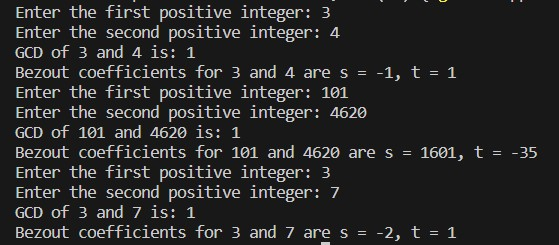 Enter the first positive integer: 3
Enter the second positive integer: 4
GCD of 3 and 4 is: 1
Bezout coefficients for 3 and 4 are s = -1, t = 1
Enter the first positive integer: 101
Enter the second positive integer: 4620
GCD of 101 and 4620 is: 1
Bezout coefficients for 101 and 4620 are s = 1601, t = -35
Enter the first positive integer: 3
Enter the second positive integer: 7
GCD of 3 and 7 is: 1
Bezout coefficients for 3 and 7 are s = -2, t = 1